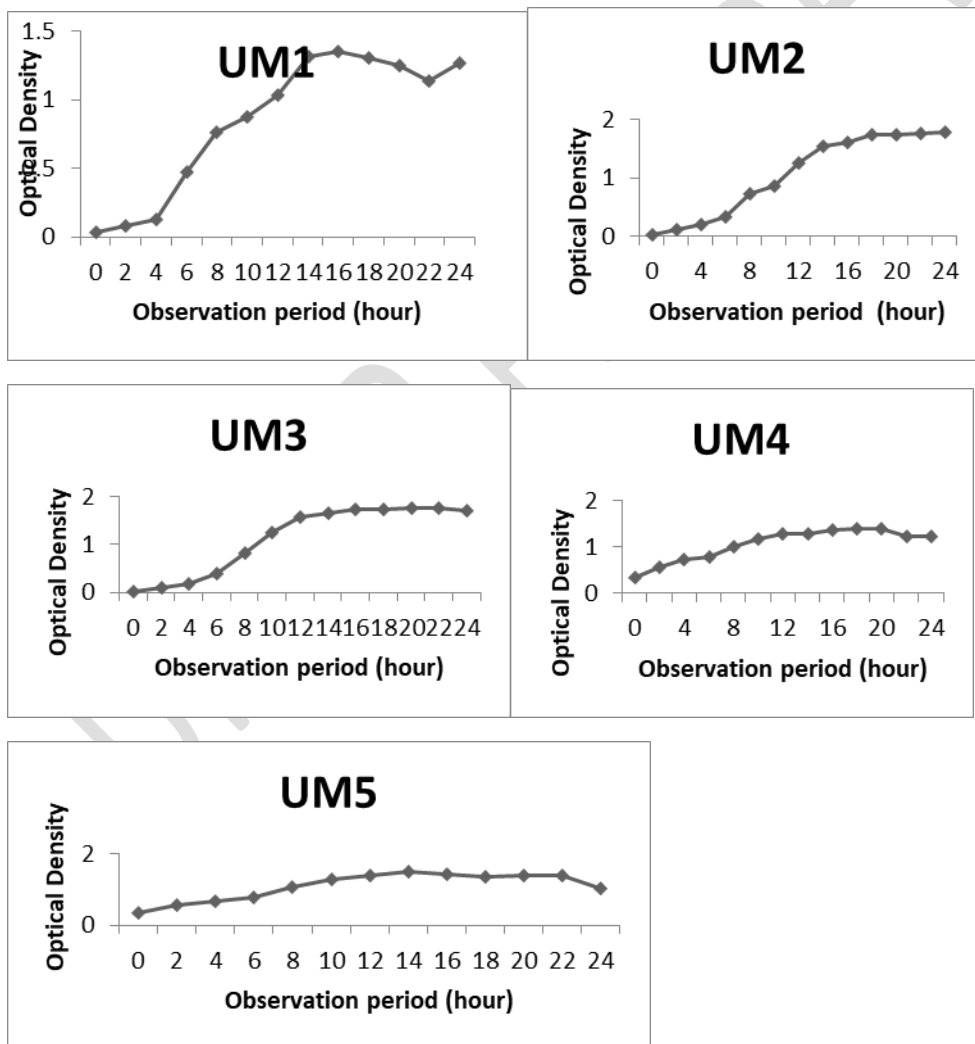 UM1
Optical Density
1.5
1
0.5
0
0 2 4 6 8 10 12 14 16 18 20 22 24
Observation period (hour)
UM2
Optical Density
2
1
0
0 4 8 12 16 20 24
Observation period  (hour)
UM3
Optical Density
2
1
0
0 2 4 6 8 10 12 14 16 18 20 22 24
Observation period (hour)
UM4
Optical Density
2
1
0
0 4 8 12 16 20 24
Observation period (hour)
UM5
Optical Density
2
0
0 2 4 6 8 10 12 14 16 18 20 22 24
Observation period (hour)